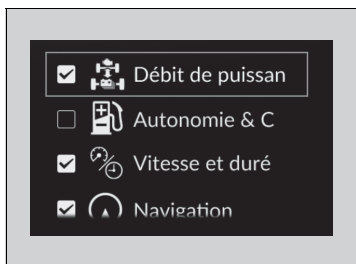 Débit de puissan
Autonomie & C
Vitesse et duré
Navigation